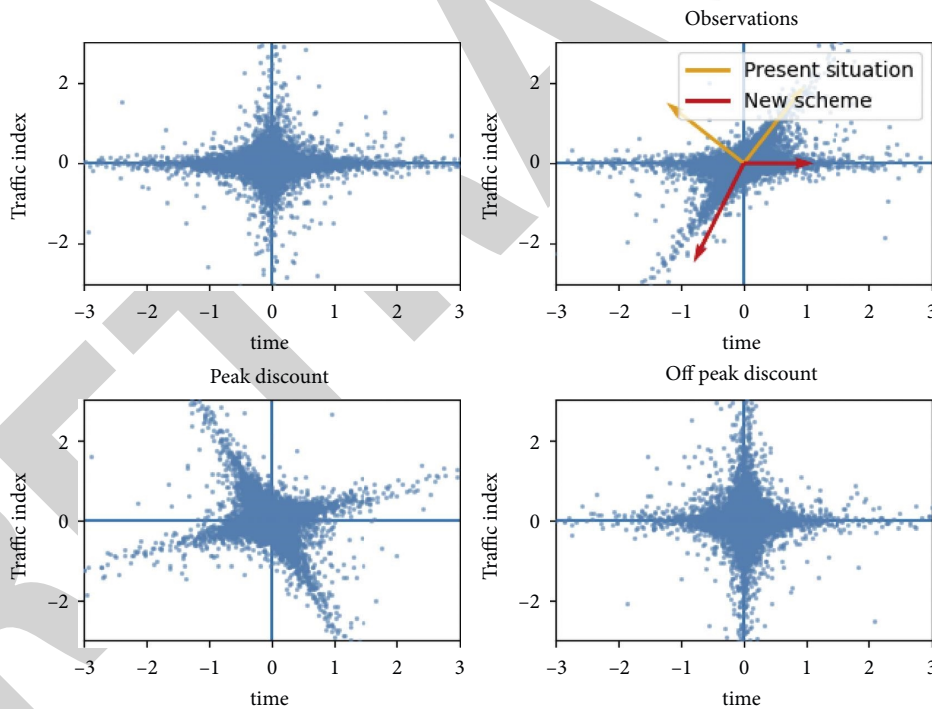 Traffic index
2
0
−2
−3 −2 −1 0 1 2 3
time
Observations
Present situation
New scheme
Traffic index
2
0
−2
−3 −2 −1 0 1 2 3
time
Peak discount
Traffic index
2
0
−2
−3 −2 −1 0 1 2 3
time
Off peak discount
Traffic index
2
0
−2
−3 −2 −1 0 1 2 3
time